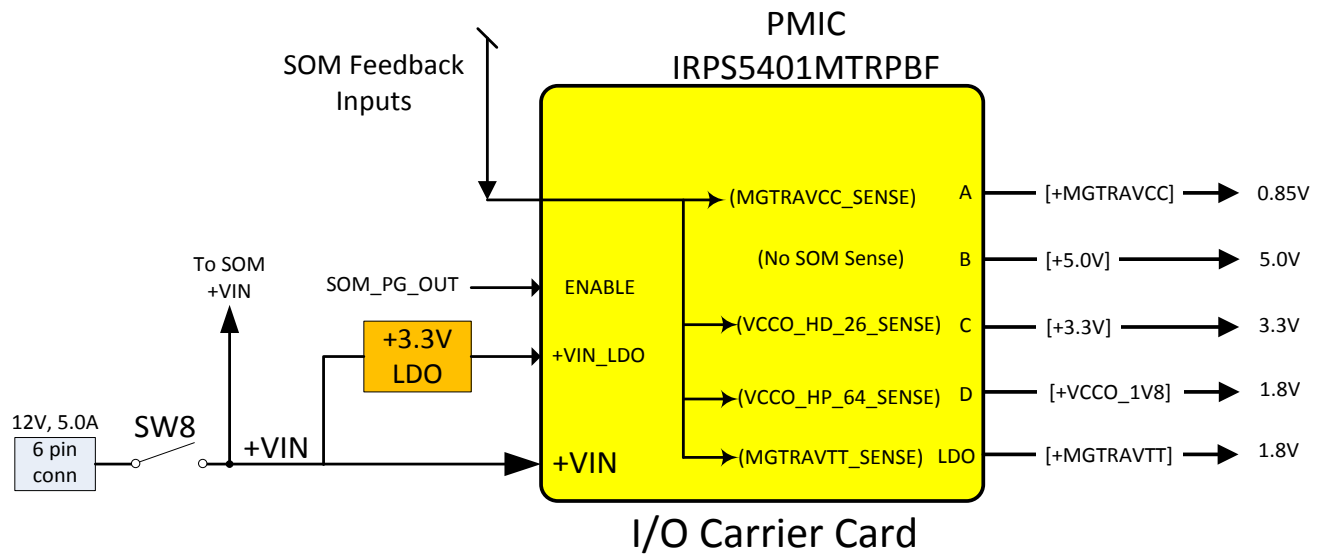 PMIC
IRPS5401MTRPBF
SOM Feedback
Inputs
(MGTRAVCC_SENSE)
A
[+MGTRAVCC]
0.85V
(No SOM Sense)
B
[+5.0V]
5.0V
To SOM
+VIN
SOM_PG_OUT
ENABLE
(VCCO_HD_26_SENSE)
C
[+3.3V]
3.3V
+3.3V
LDO
+VIN_LDO
(VCCO_HP_64_SENSE)
D
[+VCCO_1V8]
1.8V
12V, 5.0A
6 pin
conn
SW8
+VIN
+VIN
(MGTRAVTT_SENSE)
LDO
[+MGTRAVTT]
1.8V
I/O Carrier Card